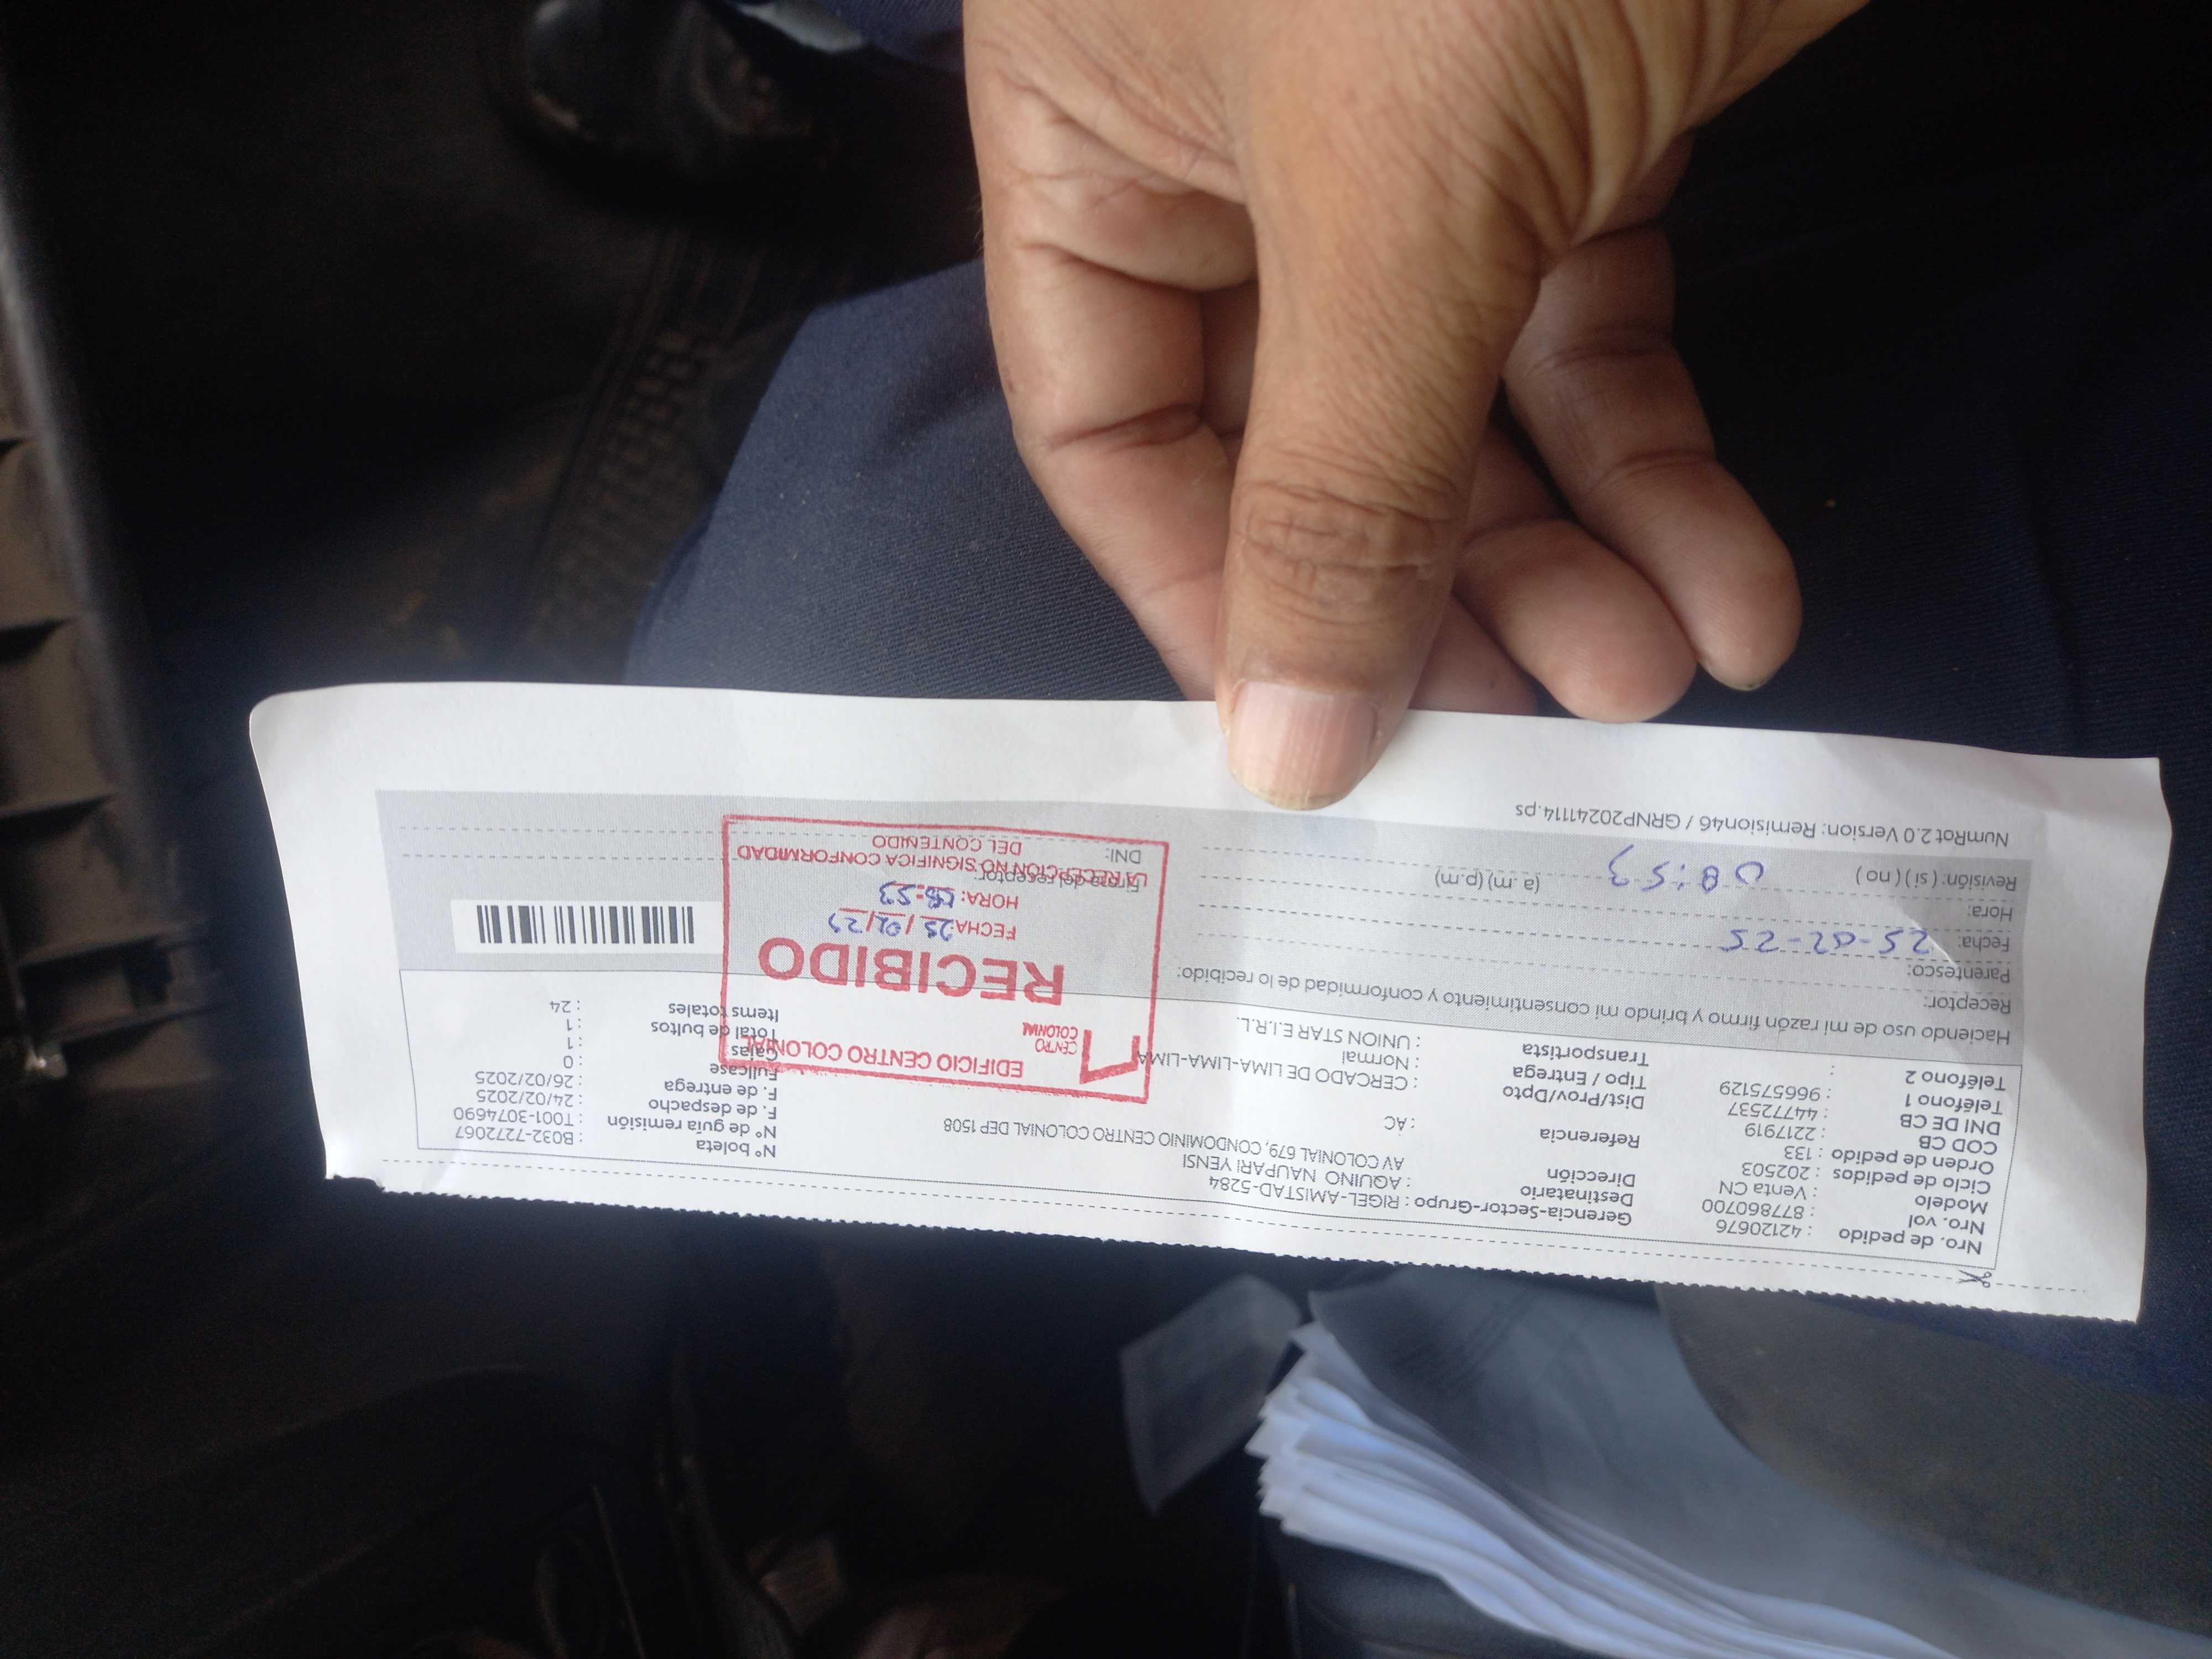 Nro. de pedido : 42120676
Nro. vol : 877860700
Modelo : Venta CN
Ciclo de pedidos : 202503
Orden de pedido : 133
COD CB : 2217919
DNI DE CB : 44772537
Teléfono 1 : 966575129
Teléfono 2 :
Gerencia-Sector-Grupo : RIGEL-AMISTAD-5284
Destinatario : AQUINO NAUPARI YENSI
Dirección AV COLONIAL 679, CONDOMINIO CENTRO COLONIAL DEP 1508
Referencia : AC
Dist/Prov/Dpto : CERCADO DE LIMA-LIMA-LIMA
Tipo / Entrega : Normal
Transportista : UNION STAR E.I.R.L.
N° boleta : B032-7272067
N° de guía remisión : T001-3074690
F. de despacho : 24/02/2025
F. de entrega : 26/02/2025
Fullcase : 0
Cajas : 1
Total de bultos : 1
Items totales : 24
Haciendo uso de mi razón firmo y brindo mi consentimiento y conformidad de lo recibido:
Receptor:
Parentesco:
Fecha: 25-02-25
Hora: 08:53 (a.m) (p.m)
Revisión: ( si ) ( no )
Firma del receptor:
DNI:
EDIFICIO CENTRO COLONIAL
CENTRO
COLONIAL
RECIBIDO
FECHA: 25/02/25
HORA: 08:53
LA RECEPCIÓN NO SIGNIFICA CONFORMIDAD
DEL CONTENIDO
NumRot 2.0 Version: Remision46 / GRNP20241114.ps